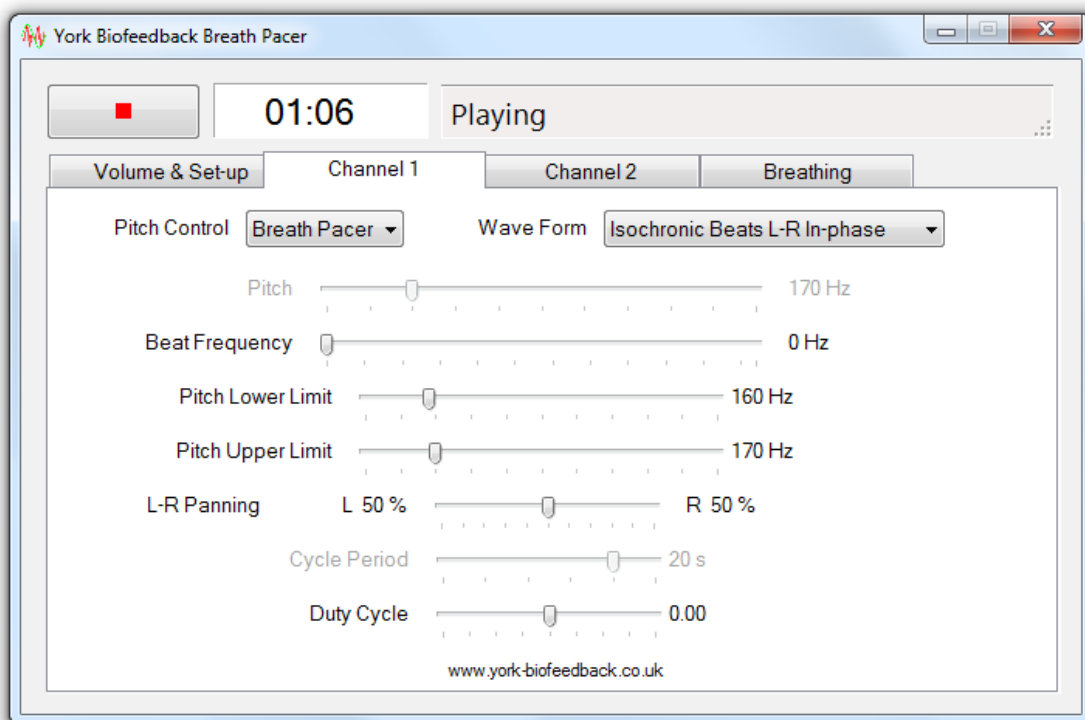 York Biofeedback Breath Pacer
01:06 Playing
Volume & Set-up Channel 1 Channel 2 Breathing
Pitch Control Breath Pacer Wave Form Isochronic Beats L-R In-phase
Pitch 170 Hz
Beat Frequency 0 Hz
Pitch Lower Limit 160 Hz
Pitch Upper Limit 170 Hz
L-R Panning L 50 % R 50 %
Cycle Period 20 s
Duty Cycle 0.00
www.york-biofeedback.co.uk